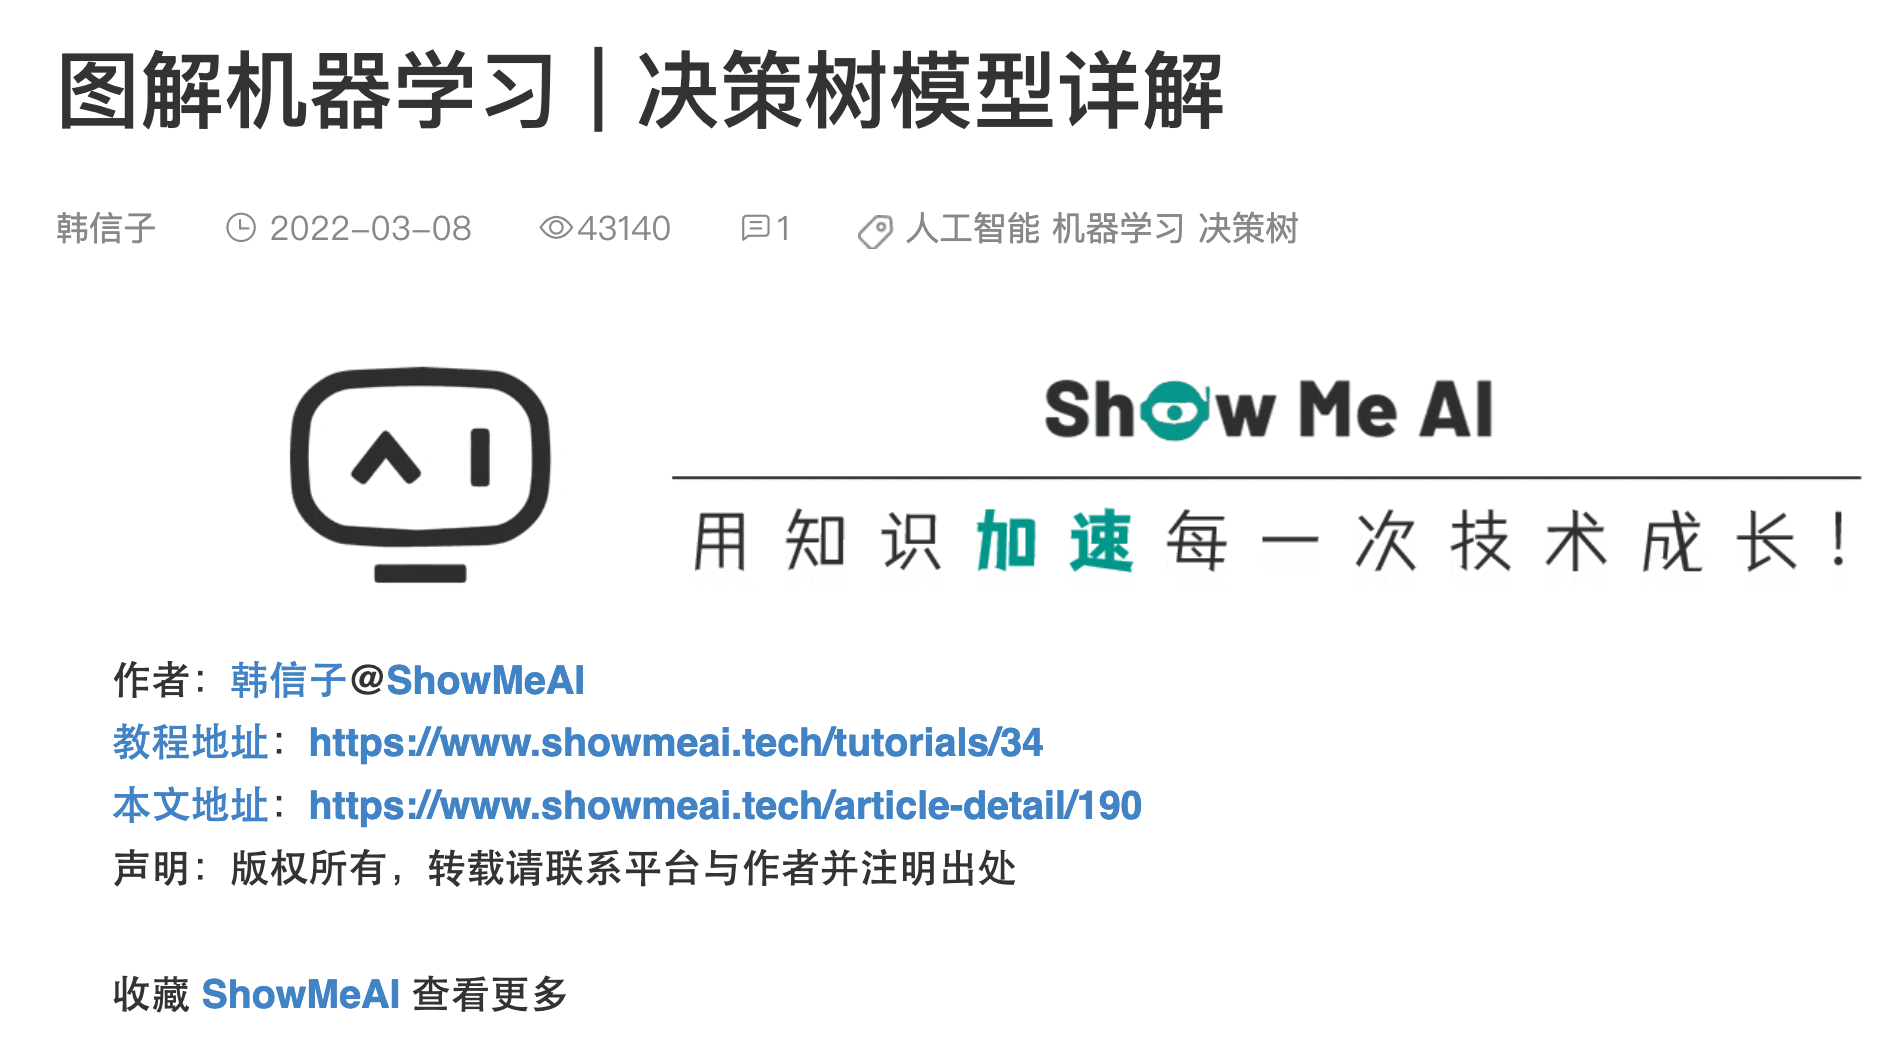 图解机器学习 | 决策树模型详解
韩信子 2022-03-08 43140 1 人工智能 机器学习 决策树
AI
Show Me AI
用知识加速每一次技术成长!
作者：韩信子@ShowMeAI
教程地址：https://www.showmeai.tech/tutorials/34
本文地址：https://www.showmeai.tech/article-detail/190
声明：版权所有，转载请联系平台与作者并注明出处
收藏 ShowMeAI 查看更多